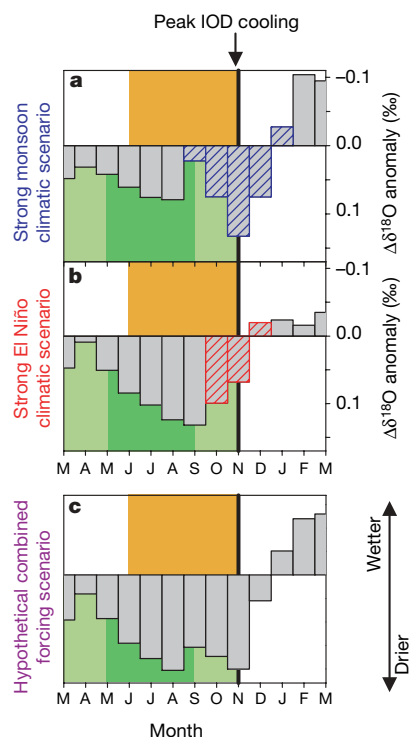 Peak IOD cooling
a
Strong monsoon
climatic scenario
–0.1
0.0
0.1
Δδ¹⁸O anomaly (‰)
M A M J J A S O N D J F M
b
Strong El Niño
climatic scenario
–0.1
0.0
0.1
Δδ¹⁸O anomaly (‰)
M A M J J A S O N D J F M
c
Hypothetical combined
forcing scenario
Wetter
Drier
M A M J J A S O N D J F M
Month